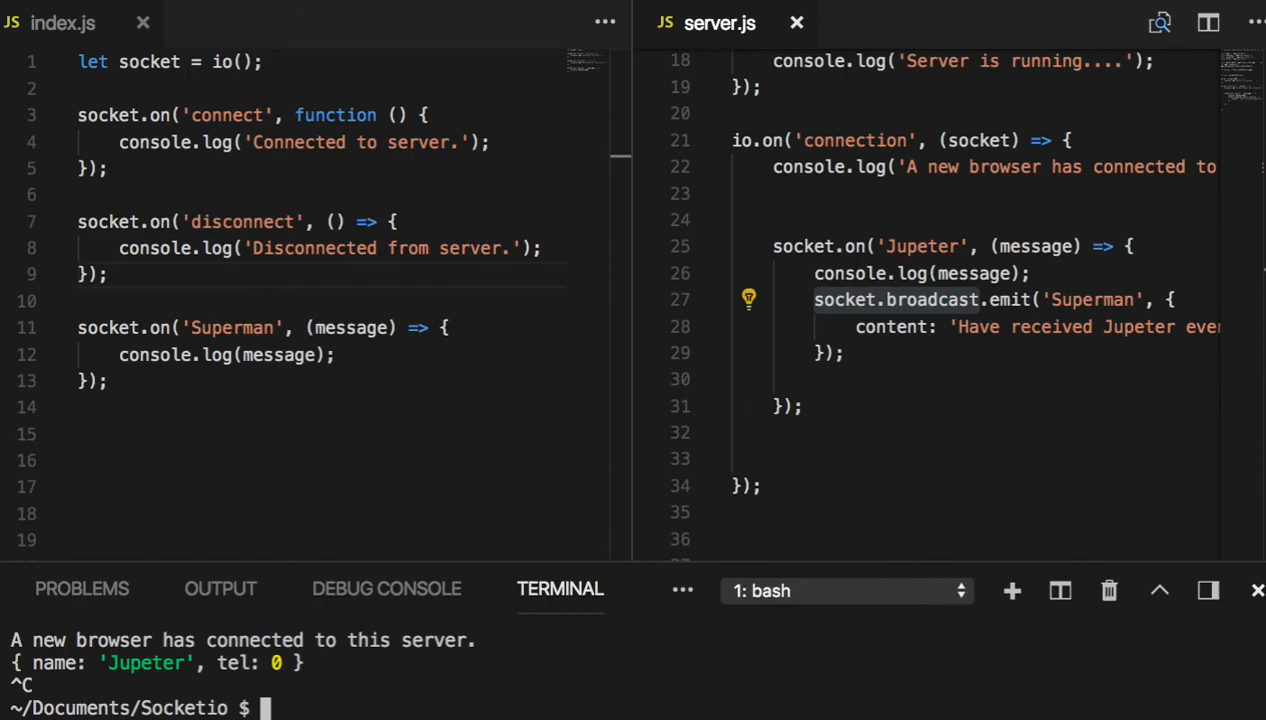 JS index.js
1 let socket = io();
2
3 socket.on('connect', function () {
4 console.log('Connected to server.');
5 });
6
7 socket.on('disconnect', () => {
8 console.log('Disconnected from server.');
9 });
10
11 socket.on('Superman', (message) => {
12 console.log(message);
13 });
14
15
16
17
18
19
JS server.js
18 console.log('Server is running....');
19 });
20
21 io.on('connection', (socket) => {
22 console.log('A new browser has connected to
23
24
25 socket.on('Jupeter', (message) => {
26 console.log(message);
27 socket.broadcast.emit('Superman', {
28 content: 'Have received Jupeter ever
29 });
30
31 });
32
33
34 });
35
36
PROBLEMS OUTPUT DEBUG CONSOLE TERMINAL 1: bash
A new browser has connected to this server.
{ name: 'Jupeter', tel: 0 }
^C
~/Documents/Socketio $